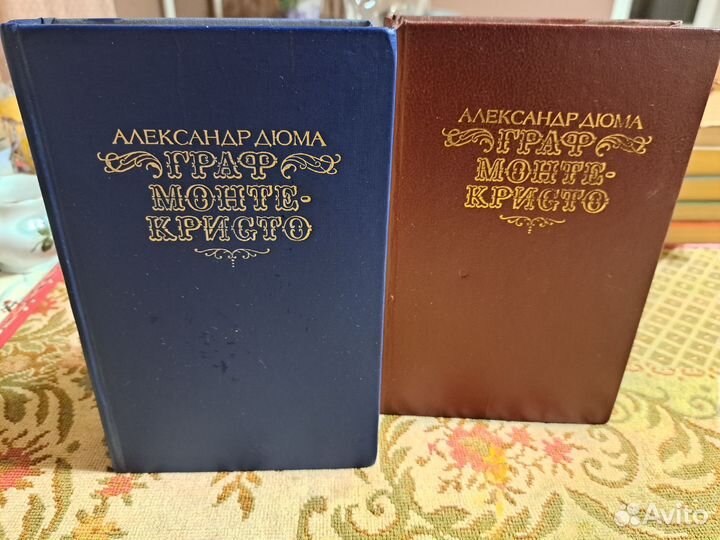 АЛЕКСАНДР ДЮМА
ГРАФ
МОНТЕ-
КРИСТО
АЛЕКСАНДР ДЮМА
ГРАФ
МОНТЕ-
КРИСТО
Avito